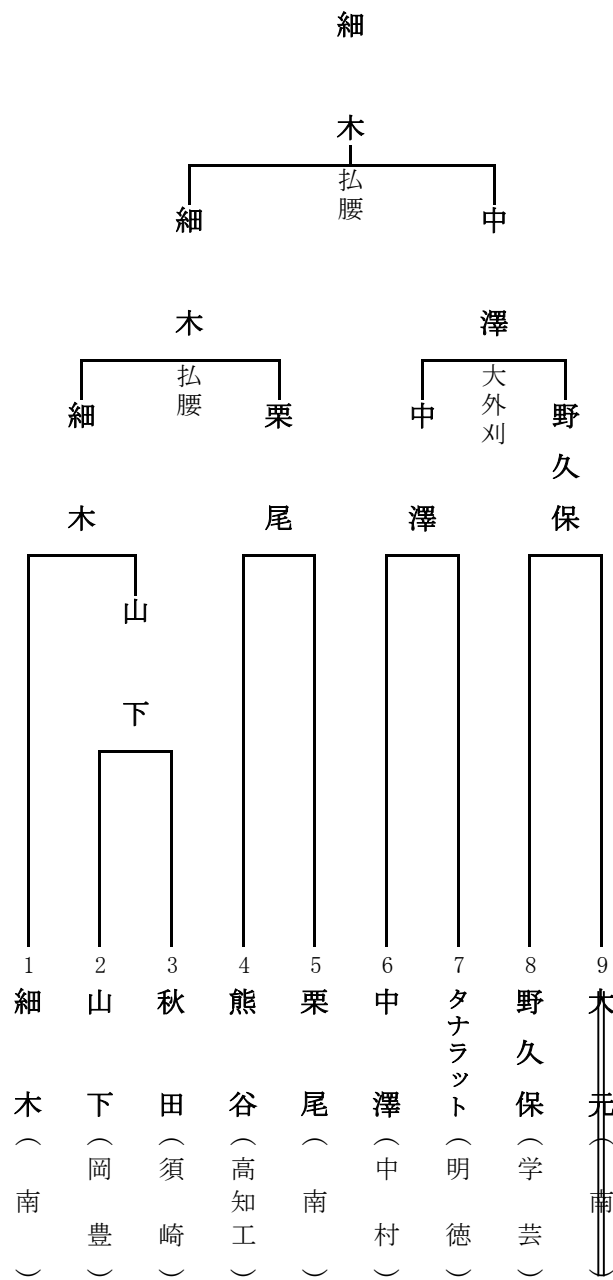 細木
払腰
細木
中澤
払腰
大外刈
細木
栗尾
中澤
野久保
山下
1 2 3 4 5 6 7 8 9
細木（南）
山下（岡豊）
秋田（須崎）
熊谷（高知工）
栗尾（南）
中澤（中村）
タナラット（明徳）
野久保（学芸）
大元（南）